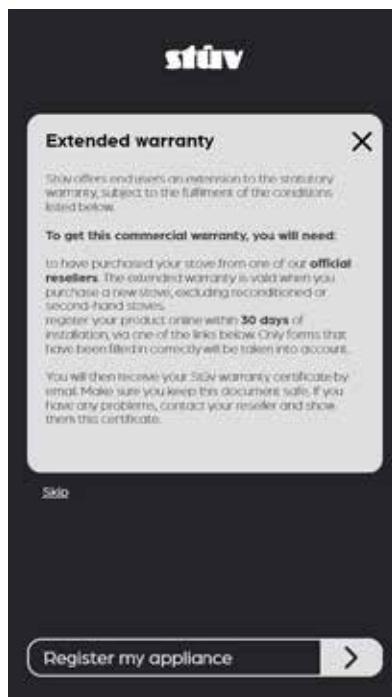 stûv
Extended warranty
Stûv offers end users an extension to the statutory
warranty, subject to the fulfilment of the conditions
listed below.
To get this commercial warranty, you will need:
to have purchased your stove from one of our official
resellers. The extended warranty is valid when you
purchase a new stove, excluding reconditioned or
second-hand stoves.
register your product online within 30 days of
installation, via one of the links below. Only forms that
have been filled in correctly will be taken into account.
You will then receive your Stûv warranty certificate by
email. Make sure you keep this document safe. If you
have any problems, contact your reseller and show
them this certificate.
Skip
Register my appliance